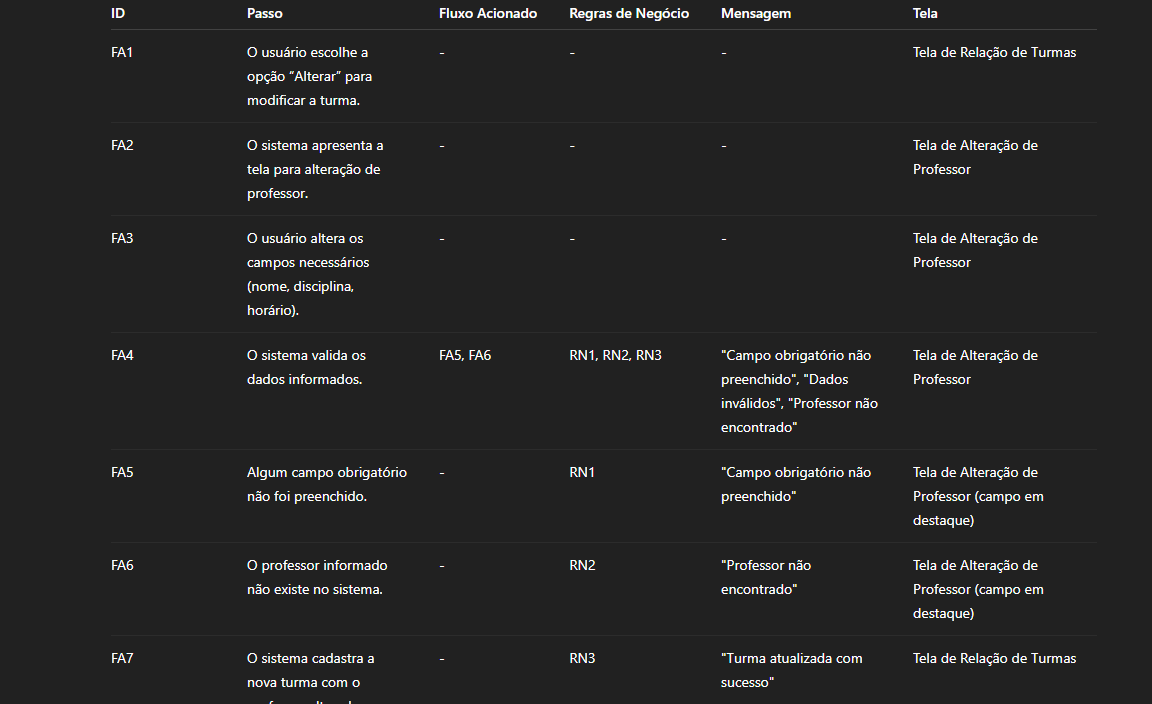 ID Passo Fluxo Acionado Regras de Negócio Mensagem Tela
FA1 O usuário escolhe a - - - Tela de Relação de Turmas
opção “Alterar” para
modificar a turma.
FA2 O sistema apresenta a - - - Tela de Alteração de
tela para alteração de Professor
professor.
FA3 O usuário altera os - - - Tela de Alteração de
campos necessários Professor
(nome, disciplina,
horário).
FA4 O sistema valida os FA5, FA6 RN1, RN2, RN3 "Campo obrigatório não Tela de Alteração de
dados informados. preenchido", "Dados Professor
inválidos", "Professor não
encontrado"
FA5 Algum campo obrigatório - RN1 "Campo obrigatório não Tela de Alteração de
não foi preenchido. preenchido" Professor (campo em
destaque)
FA6 O professor informado - RN2 "Professor não Tela de Alteração de
não existe no sistema. encontrado" Professor (campo em
destaque)
FA7 O sistema cadastra a - RN3 "Turma atualizada com Tela de Relação de Turmas
nova turma com o sucesso"